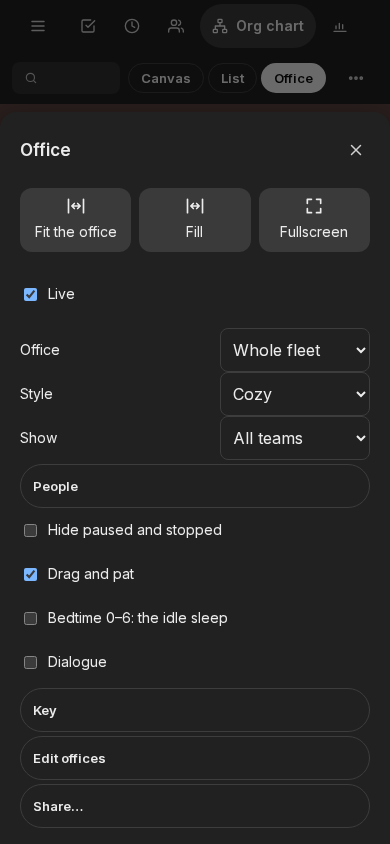 Org chart
Canvas
List
Office
Office
Fit the office
Fill
Fullscreen
Live
Office
Whole fleet
Style
Cozy
Show
All teams
People
Hide paused and stopped
Drag and pat
Bedtime 0–6: the idle sleep
Dialogue
Key
Edit offices
Share…